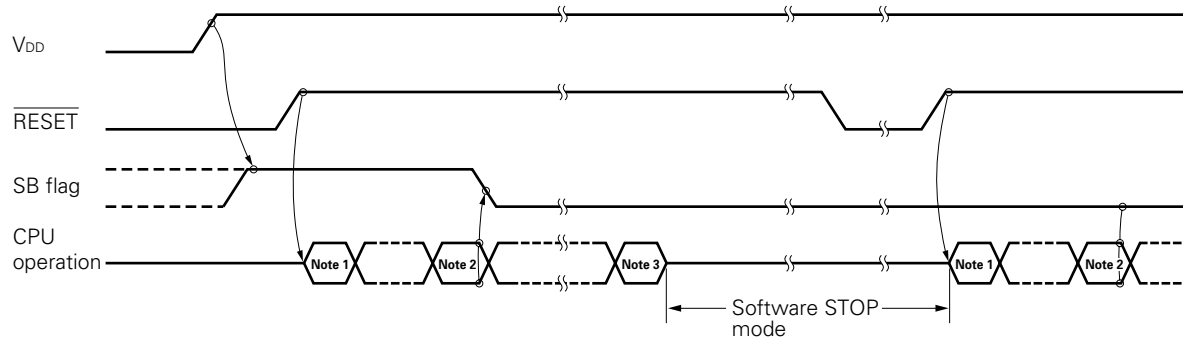 VDD
RESET
SB flag
CPU
operation
Note 1
Note 2
Note 3
Note 1
Note 2
Software STOP
mode